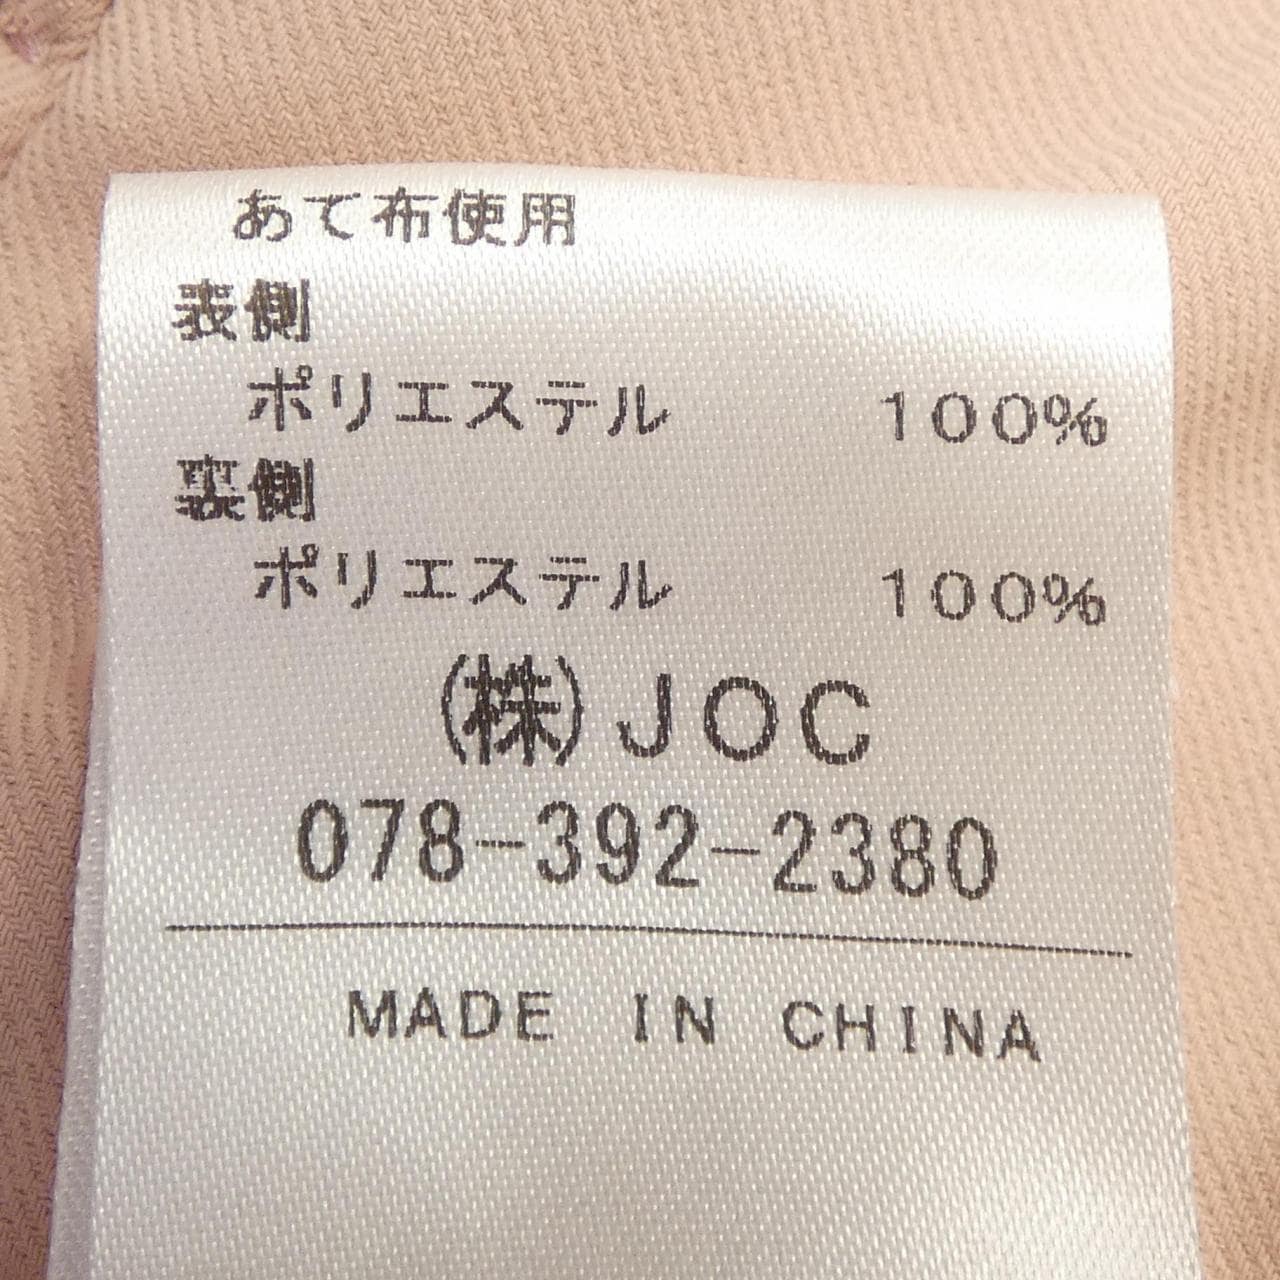 あて布使用
表側
ポリエステル 100%
裏側
ポリエステル 100%
(株)JOC
078-392-2380
MADE IN CHINA